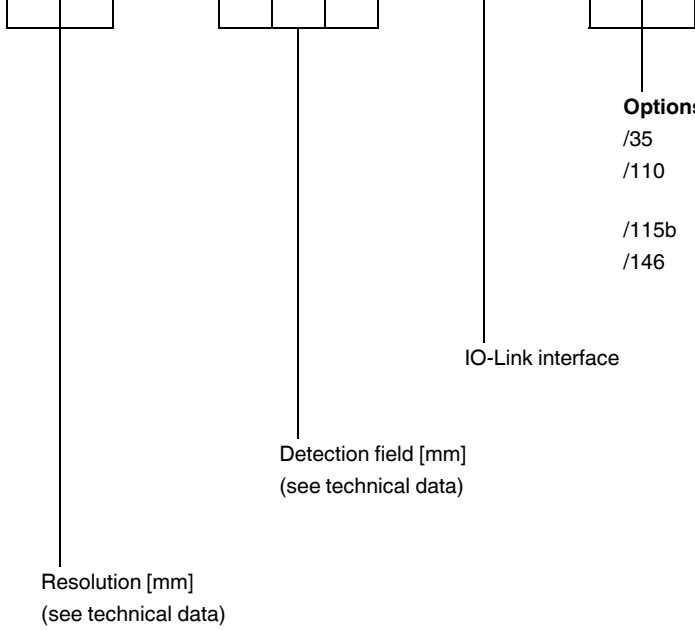 Options
/35
/110
/115b
/146
IO-Link interface
Detection field [mm]
(see technical data)
Resolution [mm]
(see technical data)